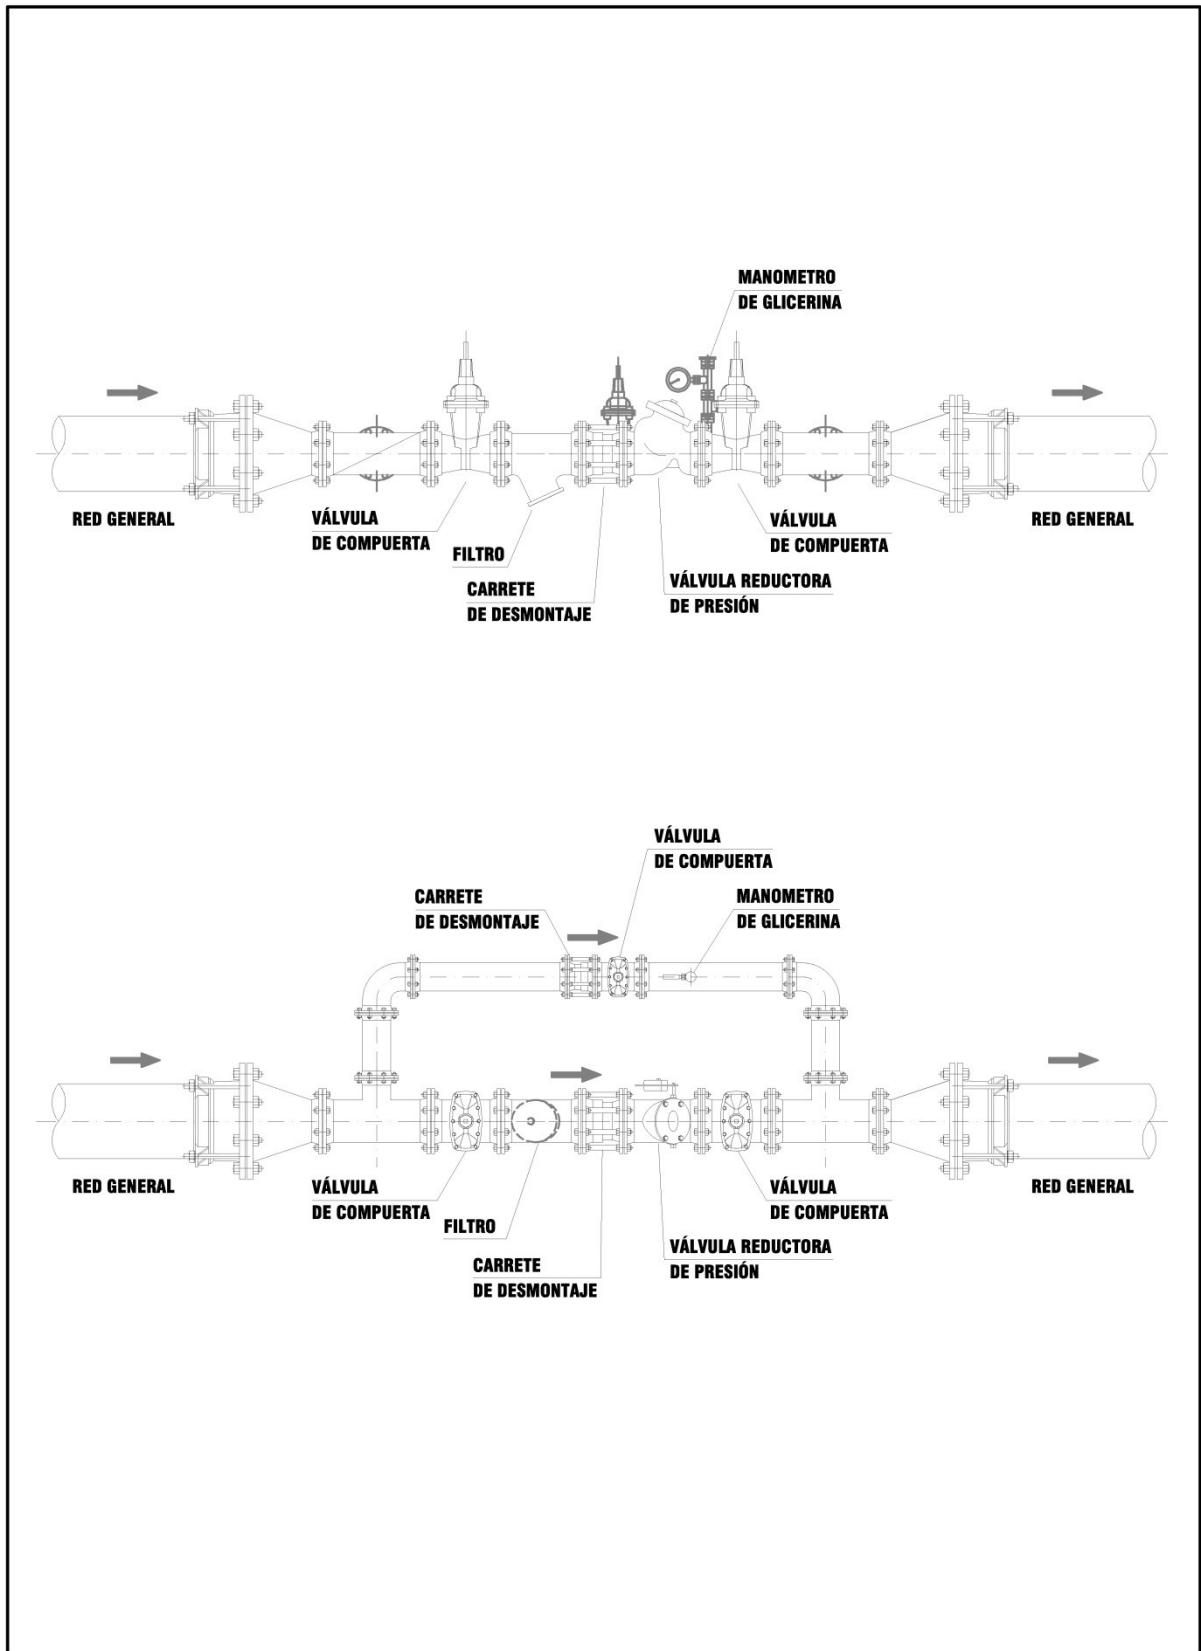 MANOMETRO
DE GLICERINA
RED GENERAL
VÁLVULA
DE COMPUERTA
FILTRO
CARRETE
DE DESMONTAJE
VÁLVULA REDUCTORA
DE PRESIÓN
VÁLVULA
DE COMPUERTA
RED GENERAL
VÁLVULA
DE COMPUERTA
CARRETE
DE DESMONTAJE
MANOMETRO
DE GLICERINA
RED GENERAL
VÁLVULA
DE COMPUERTA
FILTRO
CARRETE
DE DESMONTAJE
VÁLVULA REDUCTORA
DE PRESIÓN
VÁLVULA
DE COMPUERTA
RED GENERAL